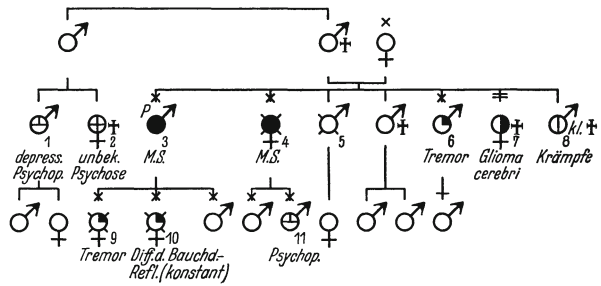 P
1 2 3 4 5 6 7 8
depress. unbek. M.S. M.S. Tremor Glioma kl. Krämpfe
Psychop. Psychose cerebri
9 10 11
Tremor Diff.d. Bauchd.- Psychop.
Refl.(konstant)